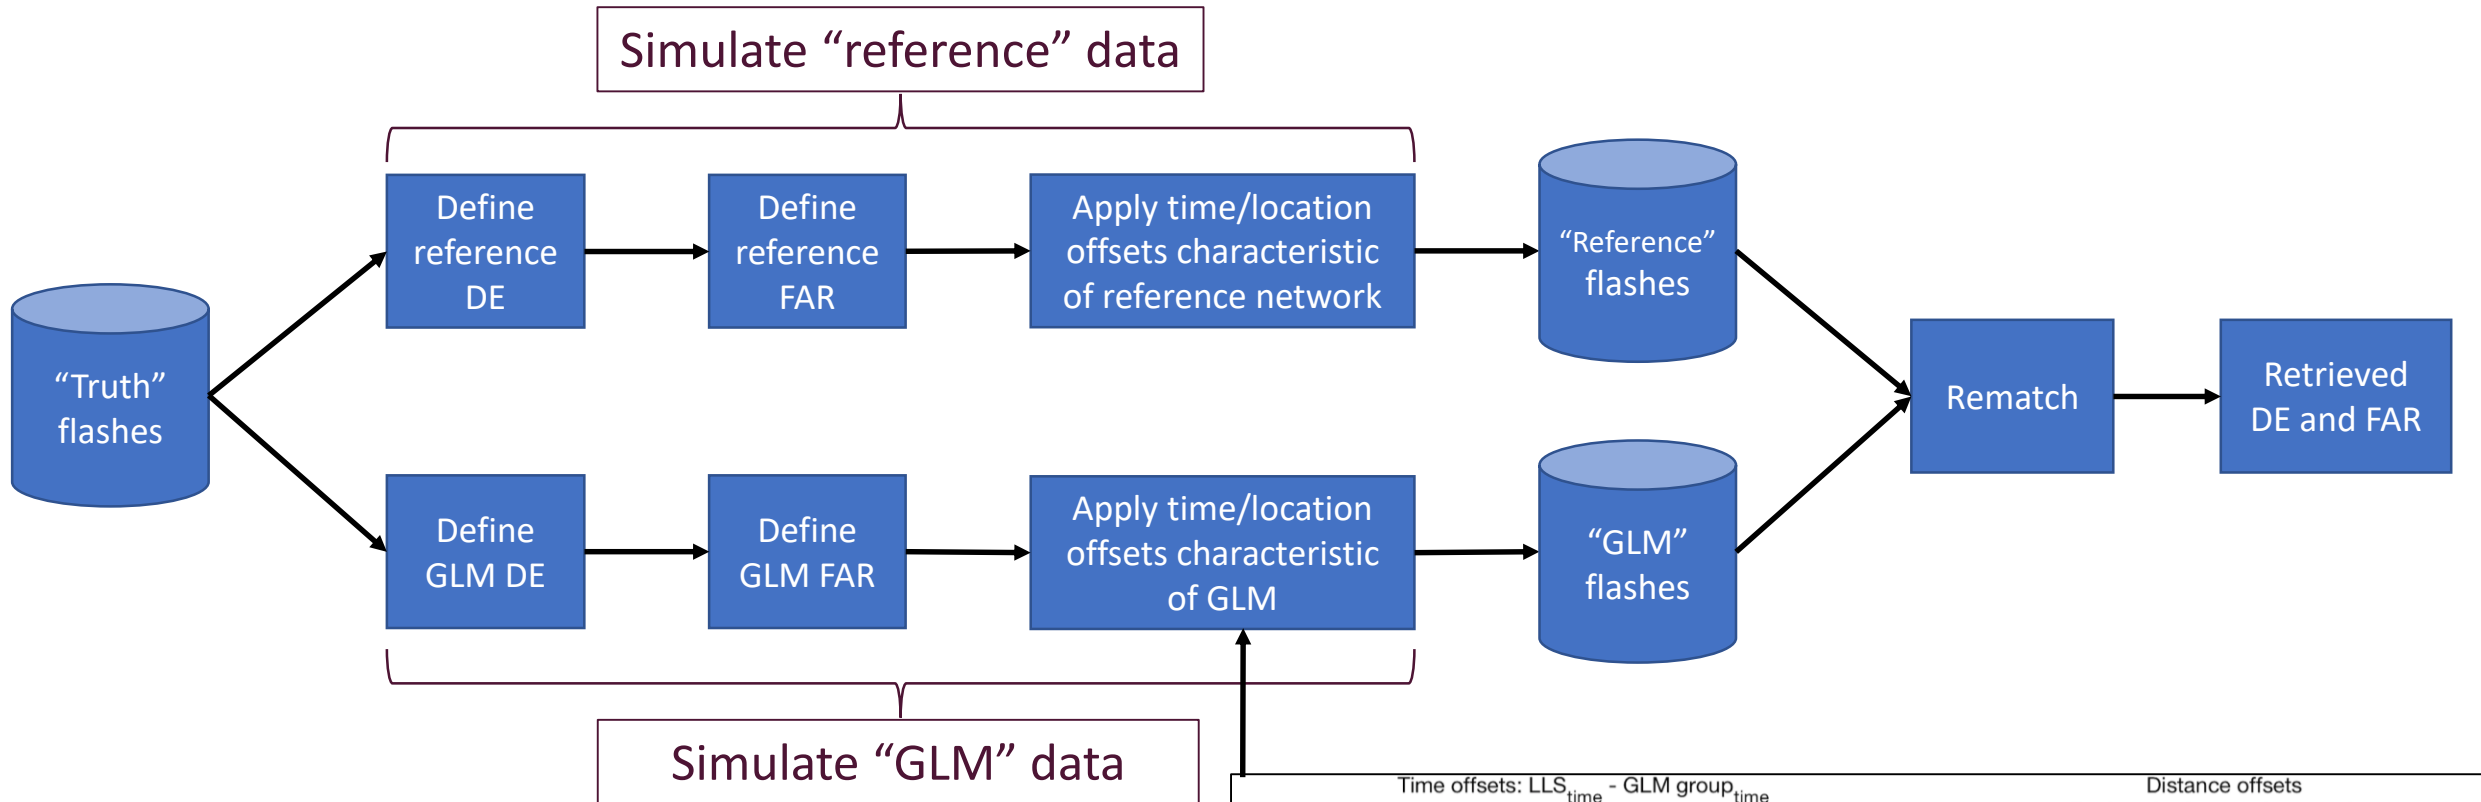 Simulate “reference” data
Define
reference
DE
Define
reference
FAR
Apply time/location
offsets characteristic
of reference network
“Reference”
flashes
“Truth”
flashes
Rematch
Retrieved
DE and FAR
Define
GLM DE
Define
GLM FAR
Apply time/location
offsets characteristic
of GLM
“GLM”
flashes
Simulate “GLM” data
Time offsets: LLS_time - GLM group_time
Distance offsets